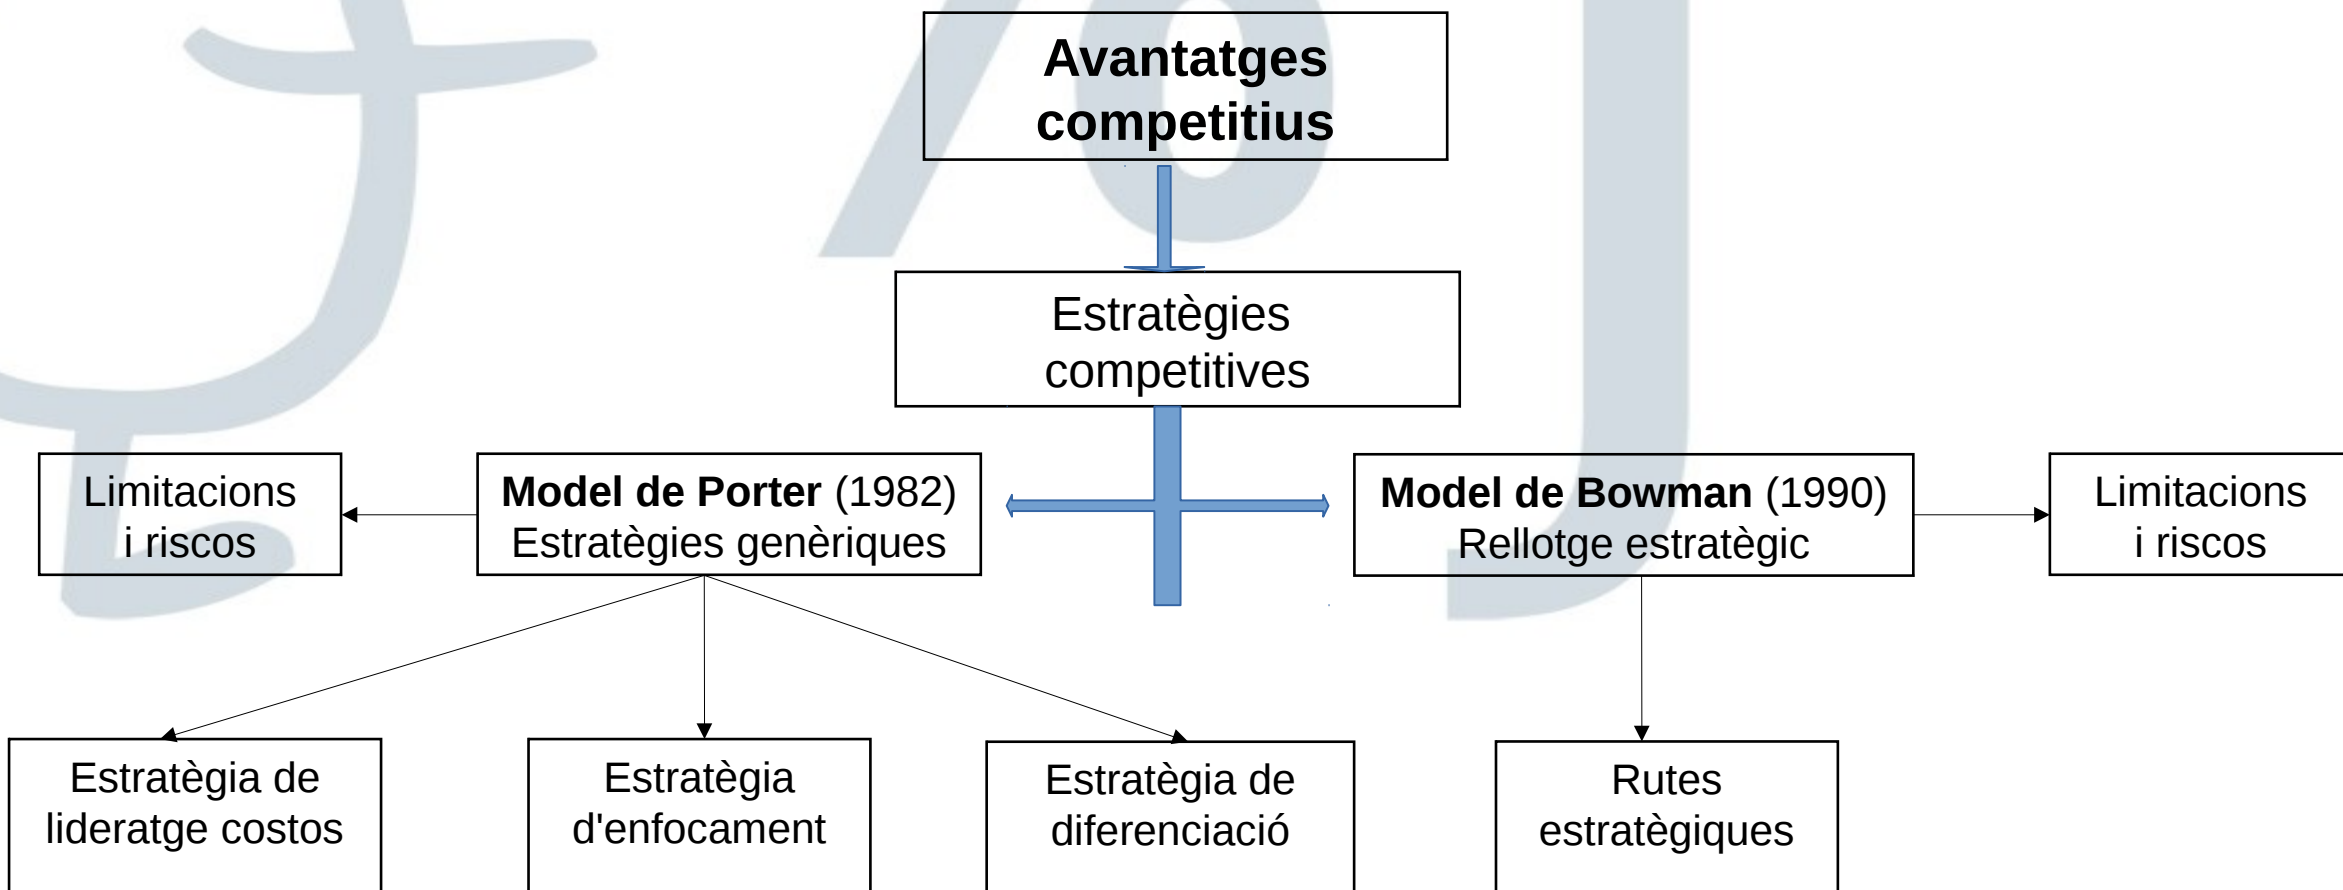 Avantatges
competitius
Estratègies
competitives
Limitacions
i riscos
Model de Porter (1982)
Estratègies genèriques
Model de Bowman (1990)
Rellotge estratègic
Limitacions
i riscos
Estratègia de
lideratge costos
Estratègia
d'enfocament
Estratègia de
diferenciació
Rutes
estratègiques